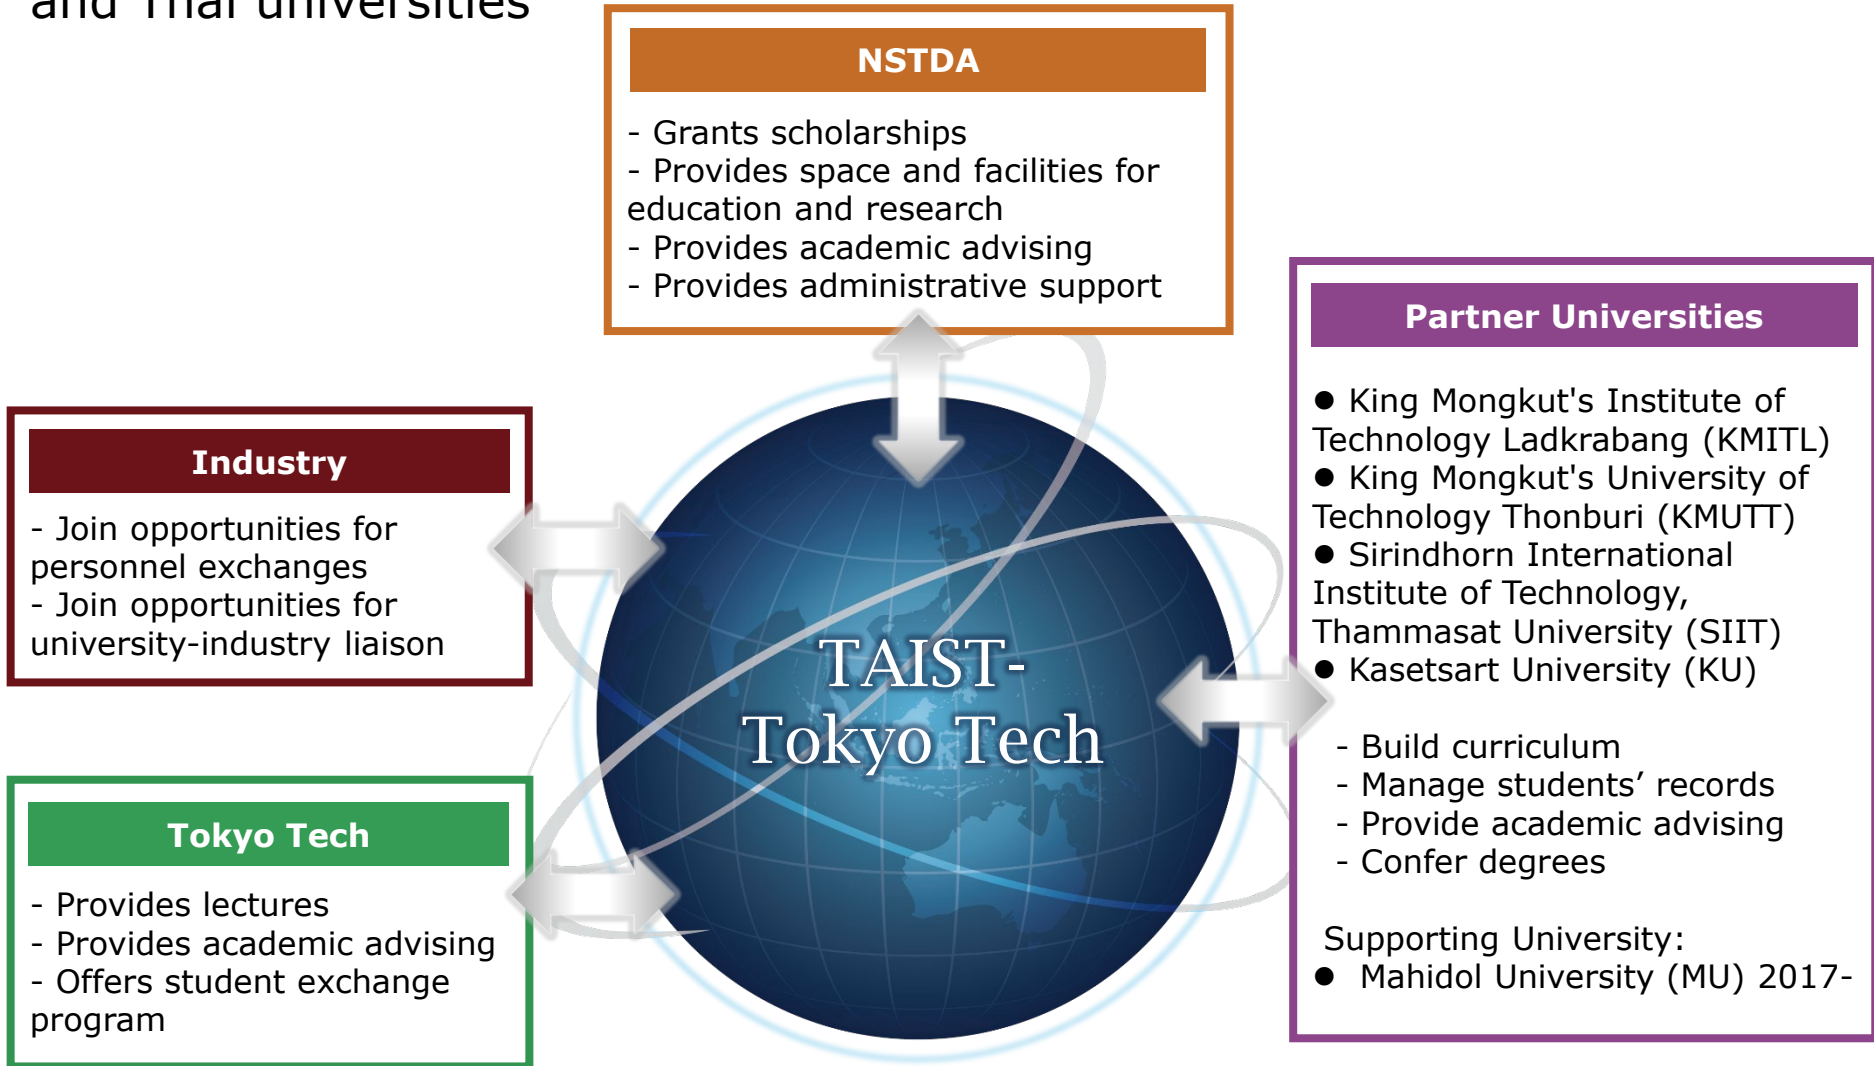 and Thai universities
NSTDA
- Grants scholarships
- Provides space and facilities for
education and research
- Provides academic advising
- Provides administrative support
Industry
- Join opportunities for
personnel exchanges
- Join opportunities for
university-industry liaison
Tokyo Tech
- Provides lectures
- Provides academic advising
- Offers student exchange
program
TAIST-
Tokyo Tech
Partner Universities
● King Mongkut's Institute of
Technology Ladkrabang (KMITL)
● King Mongkut's University of
Technology Thonburi (KMUTT)
● Sirindhorn International
Institute of Technology,
Thammasat University (SIIT)
● Kasetsart University (KU)
- Build curriculum
- Manage students’ records
- Provide academic advising
- Confer degrees
Supporting University:
● Mahidol University (MU) 2017-